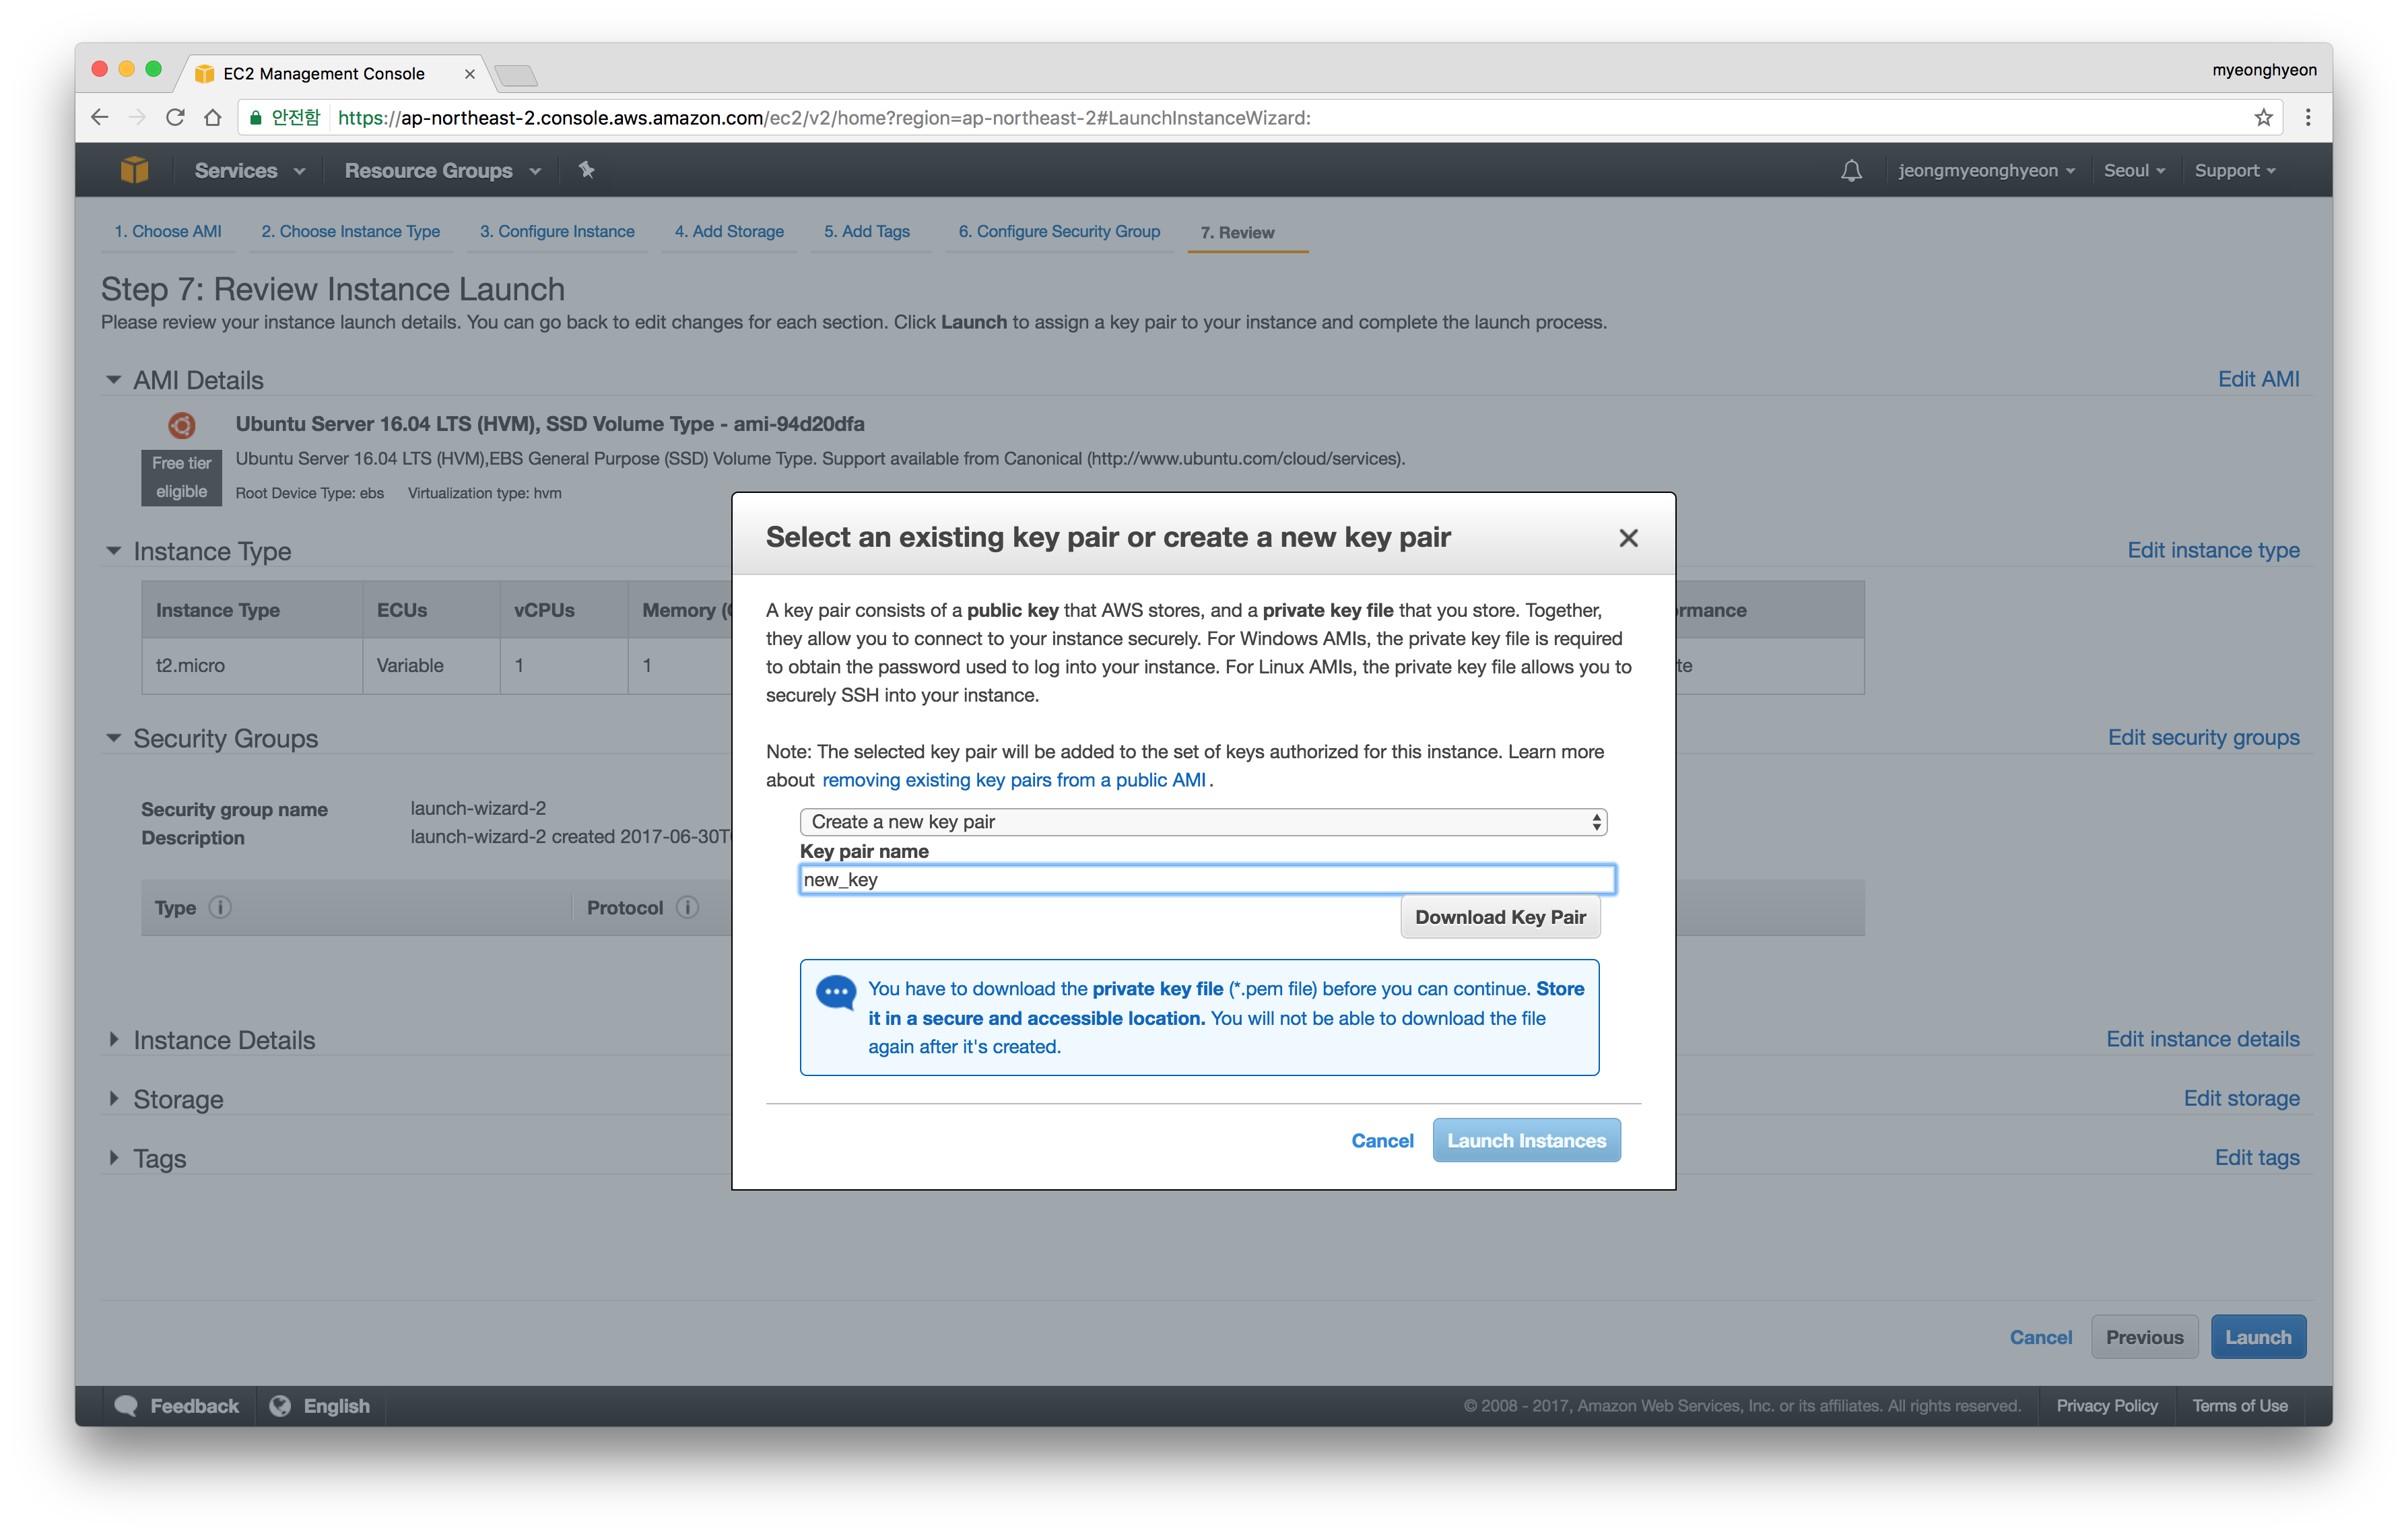 EC2 Management Console
myeonghyeon
안전함 https://ap-northeast-2.console.aws.amazon.com/ec2/v2/home?region=ap-northeast-2#LaunchInstanceWizard:
Services Resource Groups jeongmyeonghyeon Seoul Support
1. Choose AMI 2. Choose Instance Type 3. Configure Instance 4. Add Storage 5. Add Tags 6. Configure Security Group 7. Review
Step 7: Review Instance Launch
Please review your instance launch details. You can go back to edit changes for each section. Click Launch to assign a key pair to your instance and complete the launch process.
AMI Details Edit AMI
Ubuntu Server 16.04 LTS (HVM), SSD Volume Type - ami-94d20dfa
Free tier
eligible
Ubuntu Server 16.04 LTS (HVM),EBS General Purpose (SSD) Volume Type. Support available from Canonical (http://www.ubuntu.com/cloud/services).
Root Device Type: ebs Virtualization type: hvm
Instance Type Edit instance type
Instance Type ECUs vCPUs Memory (
t2.micro Variable 1 1
Security Groups Edit security groups
Security group name launch-wizard-2
Description launch-wizard-2 created 2017-06-30T
Type Protocol
Instance Details Edit instance details
Storage Edit storage
Tags Edit tags
Select an existing key pair or create a new key pair
A key pair consists of a public key that AWS stores, and a private key file that you store. Together,
they allow you to connect to your instance securely. For Windows AMIs, the private key file is required
to obtain the password used to log into your instance. For Linux AMIs, the private key file allows you to
securely SSH into your instance.
Note: The selected key pair will be added to the set of keys authorized for this instance. Learn more
about removing existing key pairs from a public AMI .
Create a new key pair
Key pair name
new_key
Download Key Pair
You have to download the private key file (*.pem file) before you can continue. Store
it in a secure and accessible location. You will not be able to download the file
again after it's created.
Cancel Launch Instances
Cancel Previous Launch
Feedback English © 2008 - 2017, Amazon Web Services, Inc. or its affiliates. All rights reserved. Privacy Policy Terms of Use